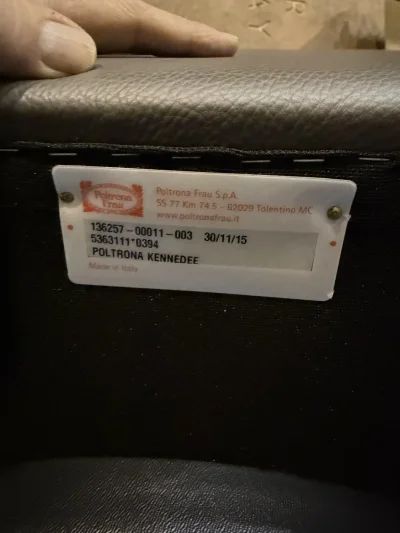 Poltrona
Frau
Poltrona Frau S.p.A.
SS 77 Km 74.5 - 62029 Tolentino MC
www.poltronafrau.it
136257-00011-003 30/11/15
5363111*0394
POLTRONA KENNEDEE
Made in Italy